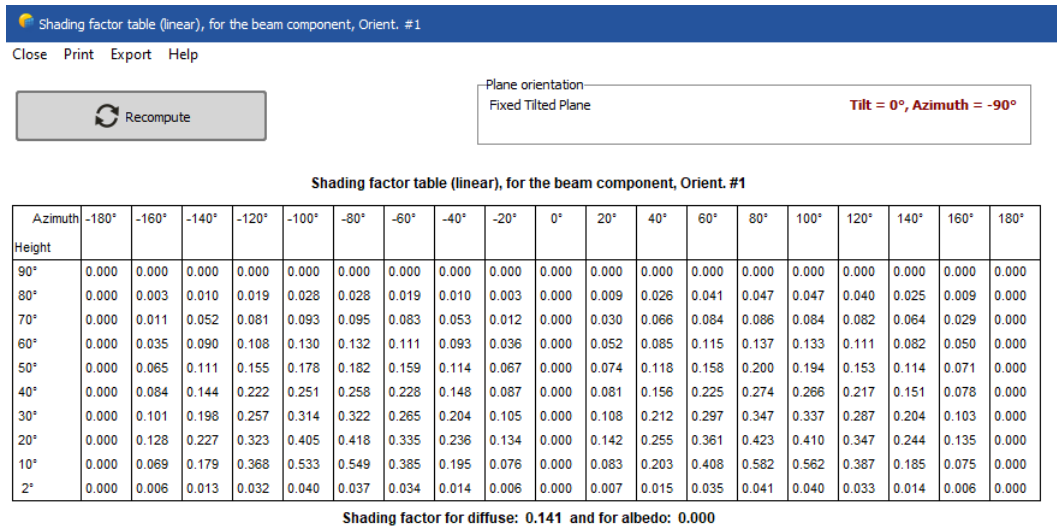 Shading factor table (linear), for the beam component, Orient. #1
Close Print Export Help
Plane orientation
Fixed Tilted Plane Tilt = 0°, Azimuth = -90°
Recompute
Shading factor table (linear), for the beam component, Orient. #1
Azimuth -180° -160° -140° -120° -100° -80° -60° -40° -20° 0° 20° 40° 60° 80° 100° 120° 140° 160° 180°
Height
90° 0.000 0.000 0.000 0.000 0.000 0.000 0.000 0.000 0.000 0.000 0.000 0.000 0.000 0.000 0.000 0.000 0.000 0.000 0.000
80° 0.000 0.003 0.010 0.019 0.028 0.028 0.019 0.010 0.003 0.000 0.009 0.026 0.041 0.047 0.047 0.040 0.025 0.009 0.000
70° 0.000 0.011 0.052 0.081 0.093 0.095 0.083 0.053 0.012 0.000 0.030 0.066 0.084 0.086 0.084 0.082 0.064 0.029 0.000
60° 0.000 0.035 0.090 0.108 0.130 0.132 0.111 0.093 0.036 0.000 0.052 0.085 0.115 0.137 0.133 0.111 0.082 0.050 0.000
50° 0.000 0.065 0.111 0.155 0.178 0.182 0.159 0.114 0.067 0.000 0.074 0.118 0.158 0.200 0.194 0.153 0.114 0.071 0.000
40° 0.000 0.084 0.144 0.222 0.251 0.258 0.228 0.148 0.087 0.000 0.081 0.156 0.225 0.274 0.266 0.217 0.151 0.078 0.000
30° 0.000 0.101 0.198 0.257 0.314 0.322 0.265 0.204 0.105 0.000 0.108 0.212 0.297 0.347 0.337 0.287 0.204 0.103 0.000
20° 0.000 0.128 0.227 0.323 0.405 0.418 0.335 0.236 0.134 0.000 0.142 0.255 0.361 0.423 0.410 0.347 0.244 0.135 0.000
10° 0.000 0.069 0.179 0.368 0.533 0.549 0.385 0.195 0.076 0.000 0.083 0.203 0.408 0.582 0.562 0.387 0.185 0.075 0.000
2° 0.000 0.006 0.013 0.032 0.040 0.037 0.034 0.014 0.006 0.000 0.007 0.015 0.035 0.041 0.040 0.033 0.014 0.006 0.000
Shading factor for diffuse: 0.141 and for albedo: 0.000